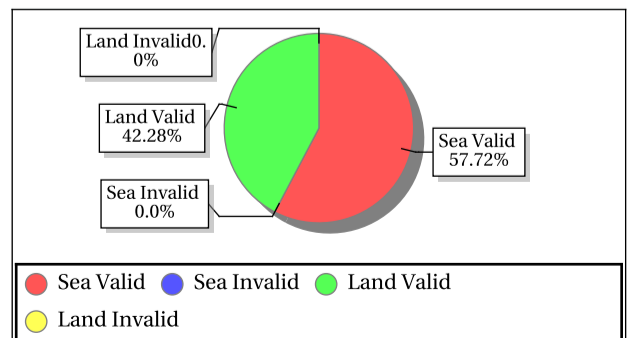 Land Invalid0.
0%
Land Valid
42.28%
Sea Invalid
0.0%
Sea Valid
57.72%
Sea Valid
Sea Invalid
Land Valid
Land Invalid